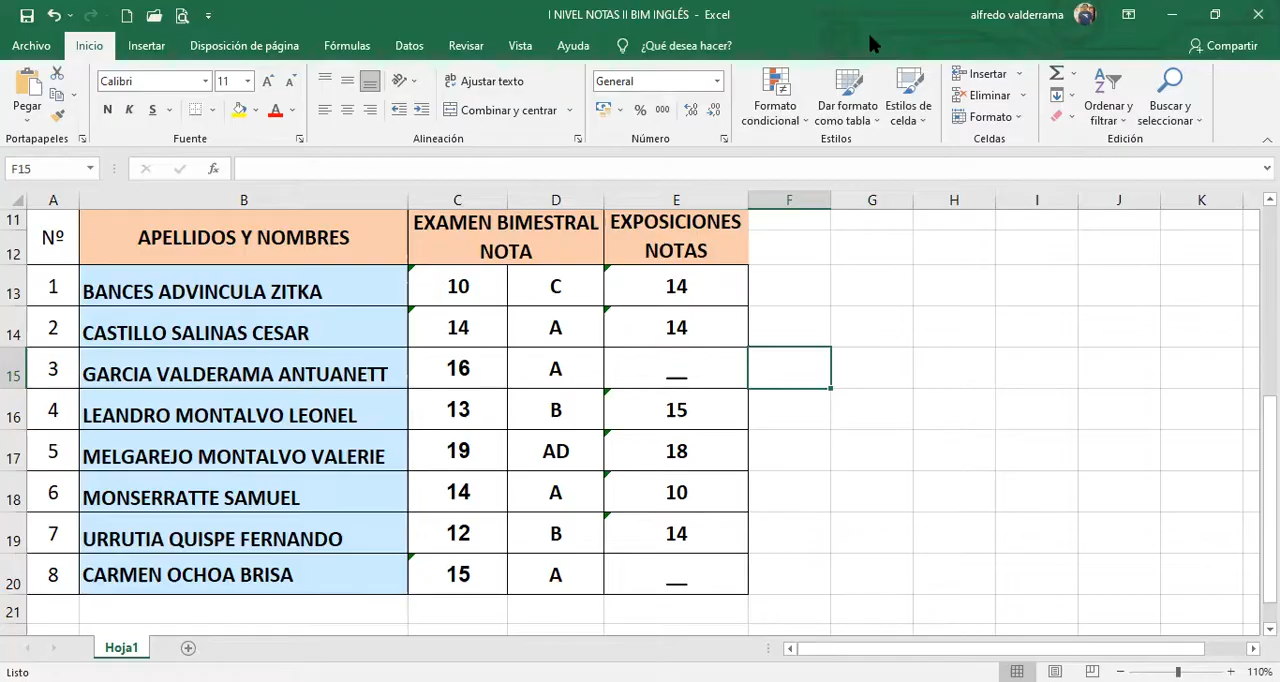 I NIVEL NOTAS II BIM INGLÉS - Excel
alfredo valderrama
Archivo Inicio Insertar Disposición de página Fórmulas Datos Revisar Vista Ayuda ¿Qué desea hacer? Compartir
Pegar
Calibri 11
N K S
Ajustar texto
Combinar y centrar
General
% 000
Formato condicional
Dar formato como tabla
Estilos de celda
Insertar
Eliminar
Formato
Ordenar y filtrar
Buscar y seleccionar
Portapapeles Fuente Alineación Número Estilos Celdas Edición
F15 fx
A B C D E F G H I J K
11 Nº APELLIDOS Y NOMBRES EXAMEN BIMESTRAL EXPOSICIONES
12 NOTA NOTAS
13 1 BANCES ADVINCULA ZITKA 10 C 14
14 2 CASTILLO SALINAS CESAR 14 A 14
15 3 GARCIA VALDERAMA ANTUANETT 16 A __
16 4 LEANDRO MONTALVO LEONEL 13 B 15
17 5 MELGAREJO MONTALVO VALERIE 19 AD 18
18 6 MONSERRATTE SAMUEL 14 A 10
19 7 URRUTIA QUISPE FERNANDO 12 B 14
20 8 CARMEN OCHOA BRISA 15 A __
21
Hoja1
Listo 110%